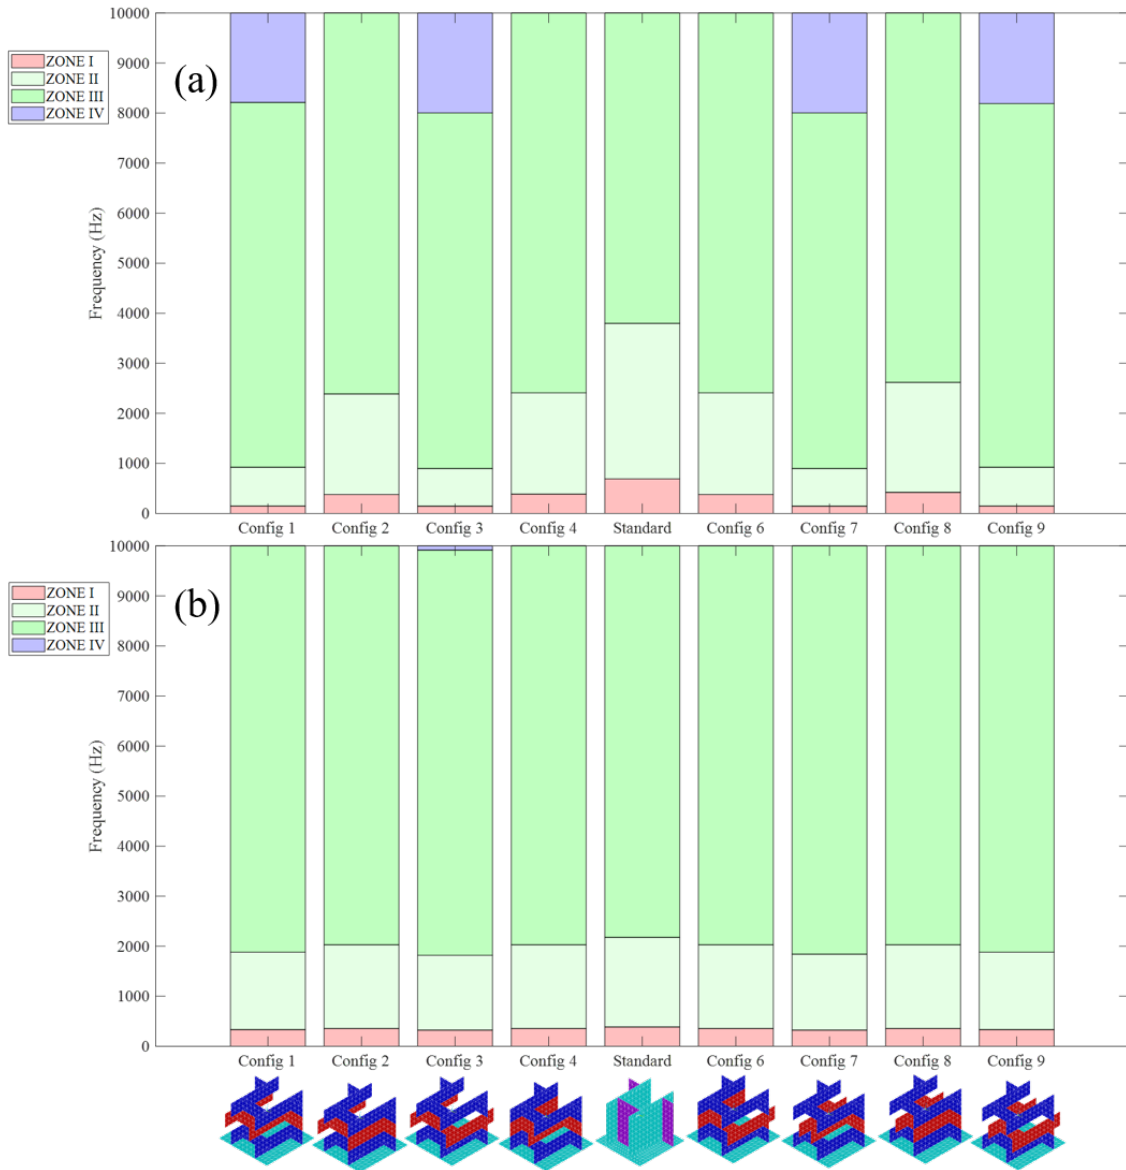 10000
9000
8000
7000
6000
5000
4000
3000
2000
1000
0
Frequency (Hz)
ZONE I
ZONE II
ZONE III
ZONE IV
(a)
Config 1 Config 2 Config 3 Config 4 Standard Config 6 Config 7 Config 8 Config 9
10000
9000
8000
7000
6000
5000
4000
3000
2000
1000
0
Frequency (Hz)
ZONE I
ZONE II
ZONE III
ZONE IV
(b)
Config 1 Config 2 Config 3 Config 4 Standard Config 6 Config 7 Config 8 Config 9